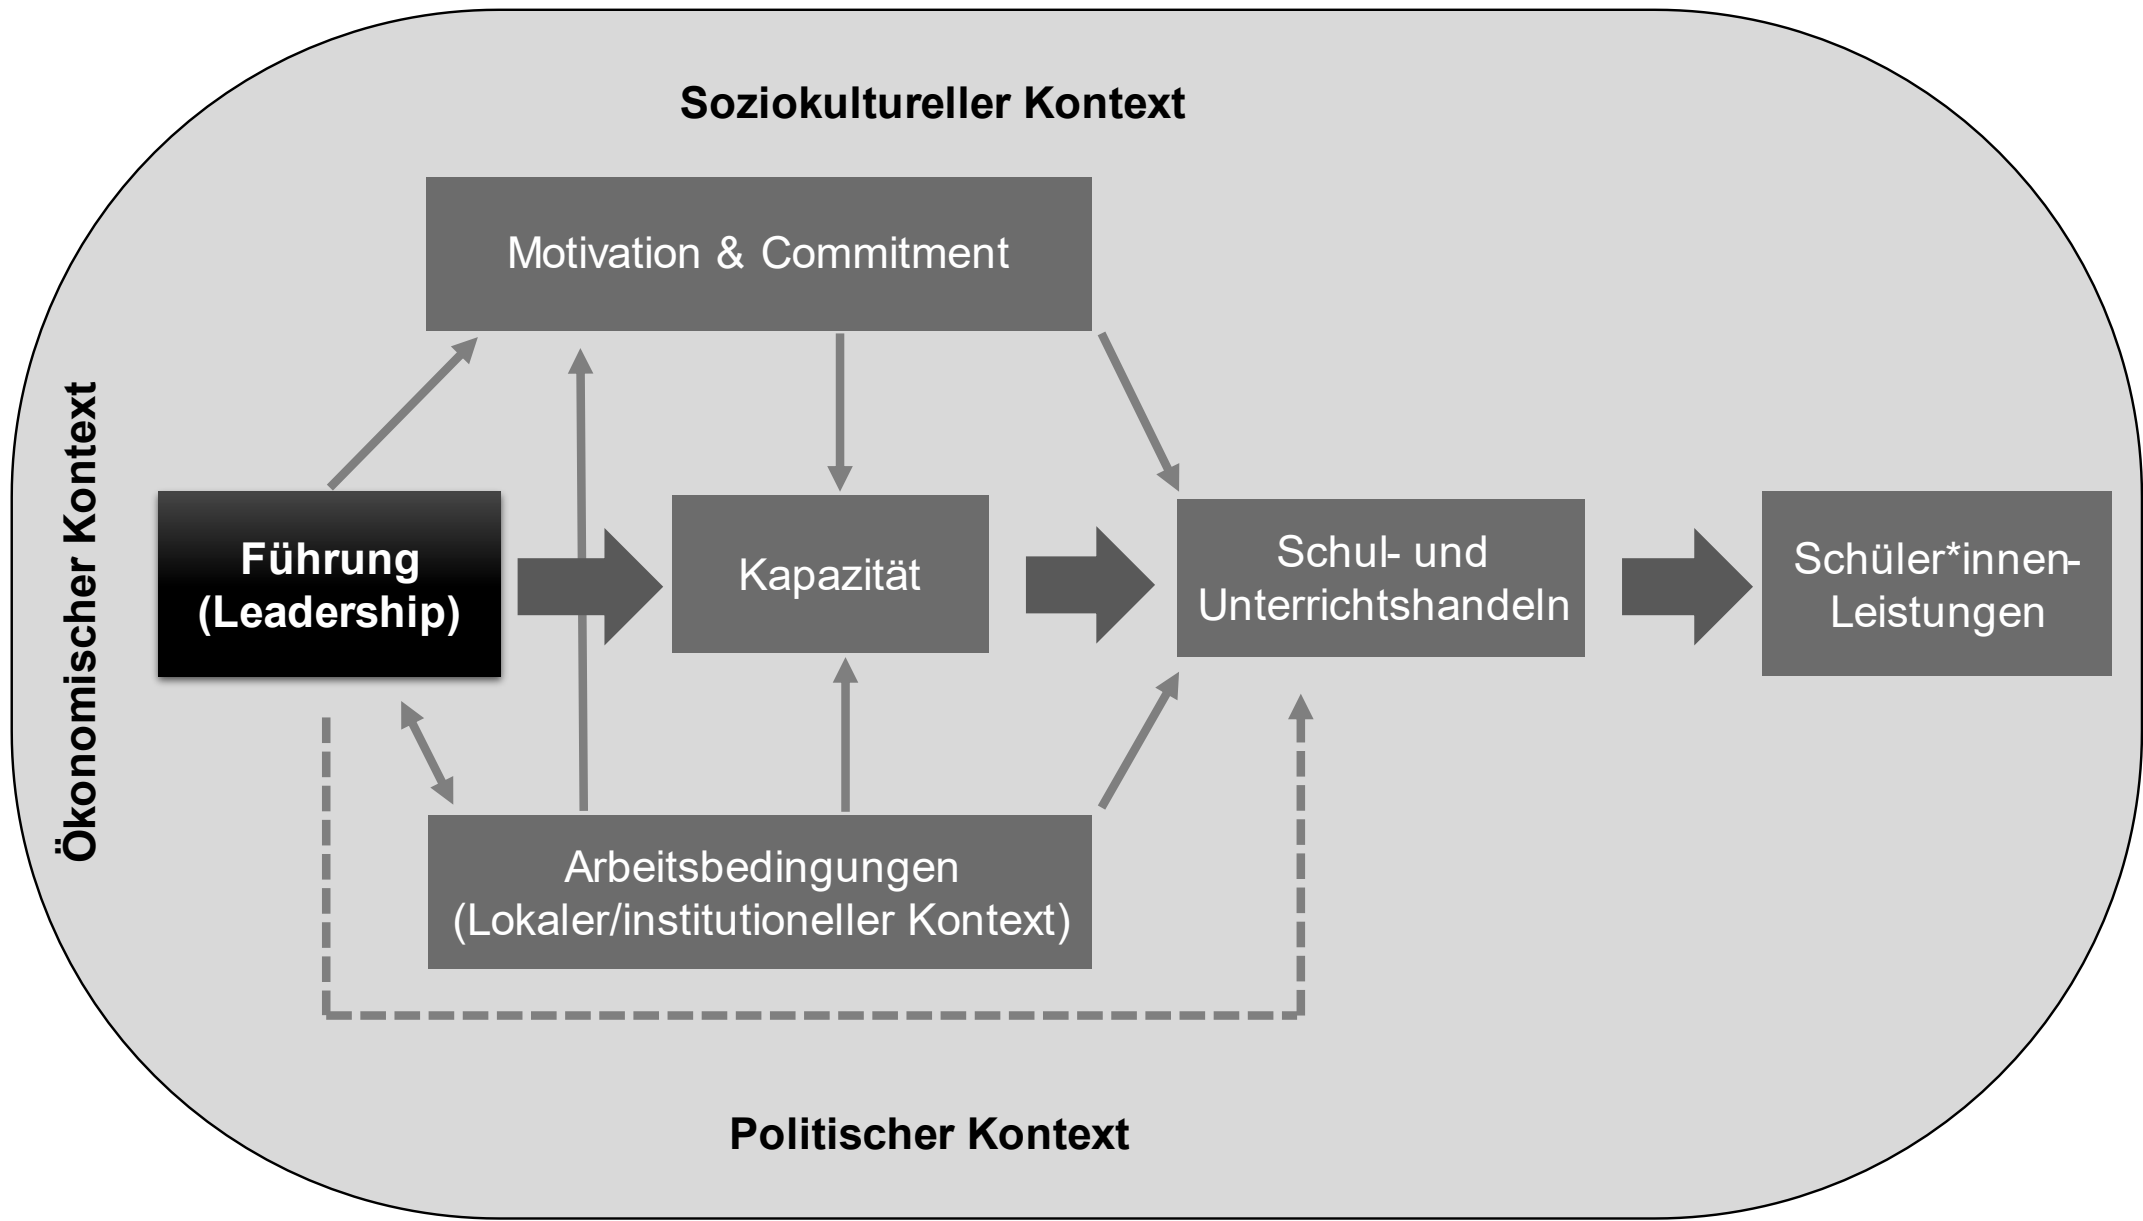 Soziokultureller Kontext
Motivation & Commitment
Ökonomischer Kontext
Führung
(Leadership)
Kapazität
Schul- und
Unterrichtshandeln
Schüler*innen-
Leistungen
Arbeitsbedingungen
(Lokaler/institutioneller Kontext)
Politischer Kontext